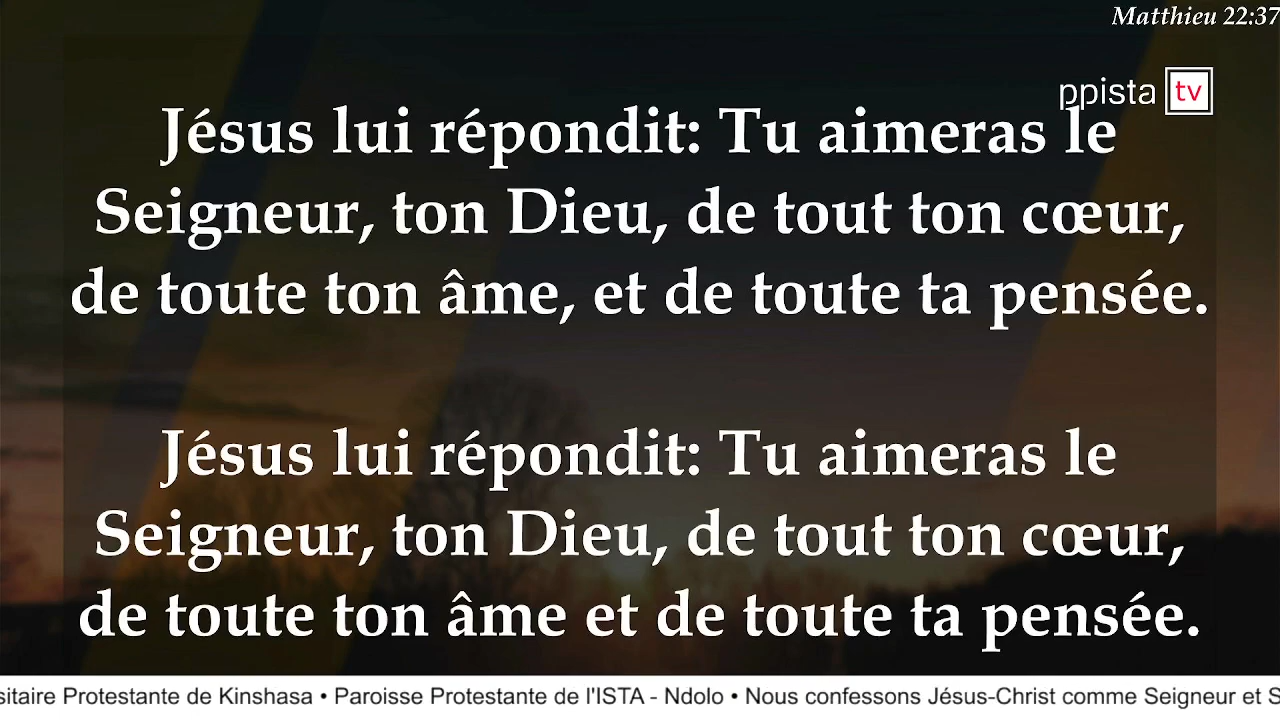 Matthieu 22:37
ppista tv
Jésus lui répondit: Tu aimeras le
Seigneur, ton Dieu, de tout ton cœur,
de toute ton âme, et de toute ta pensée.
Jésus lui répondit: Tu aimeras le
Seigneur, ton Dieu, de tout ton cœur,
de toute ton âme et de toute ta pensée.
sitaire Protestante de Kinshasa • Paroisse Protestante de l'ISTA - Ndolo • Nous confessons Jésus-Christ comme Seigneur et S